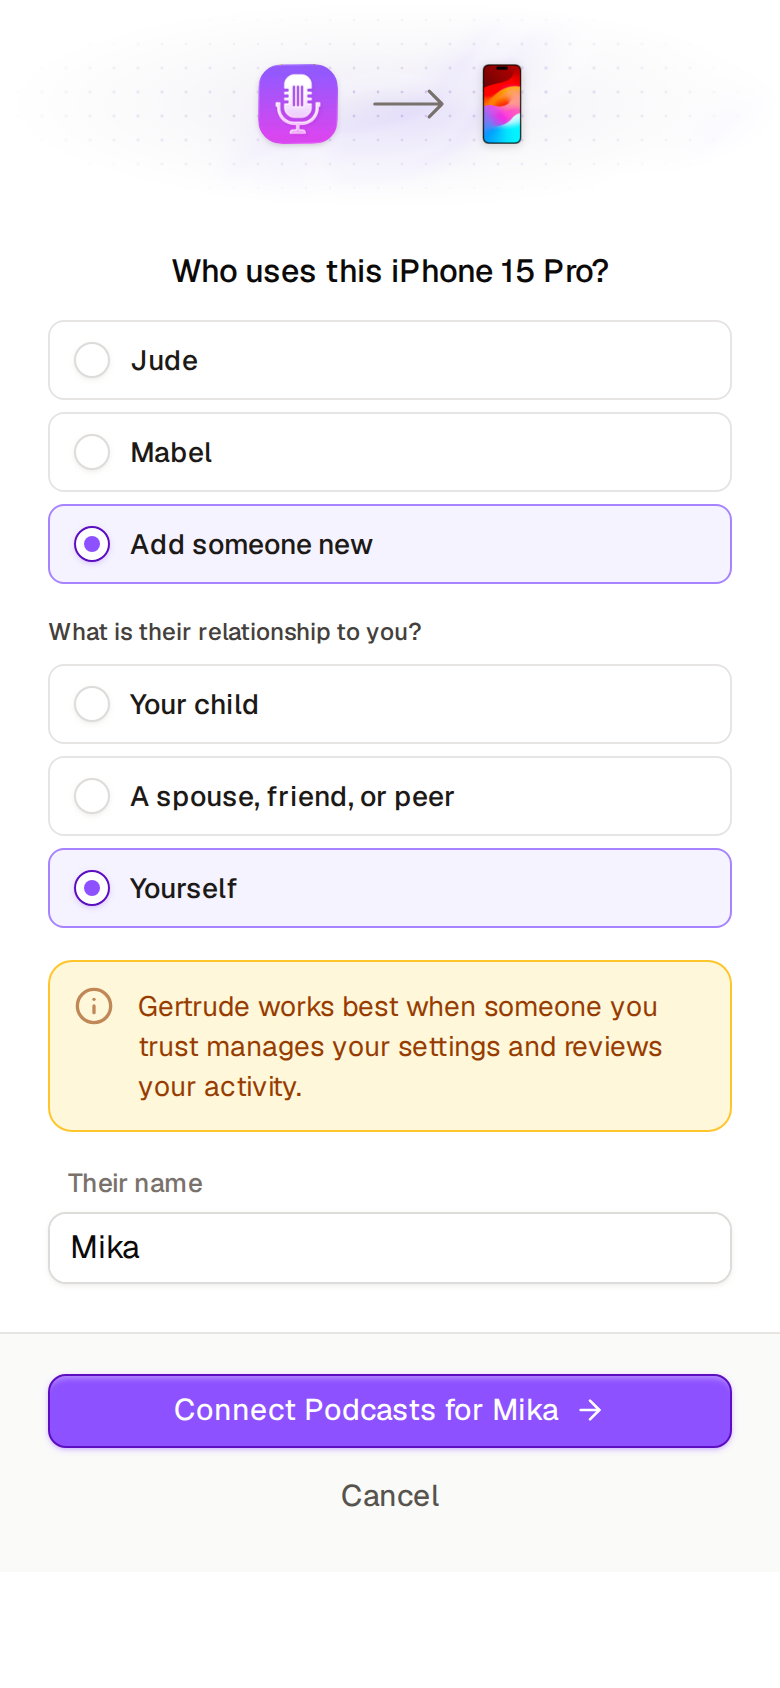 Who uses this iPhone 15 Pro?
Jude
Mabel
Add someone new
What is their relationship to you?
Your child
A spouse, friend, or peer
Yourself
Gertrude works best when someone you
trust manages your settings and reviews
your activity.
Their name
Mika
Connect Podcasts for Mika →
Cancel